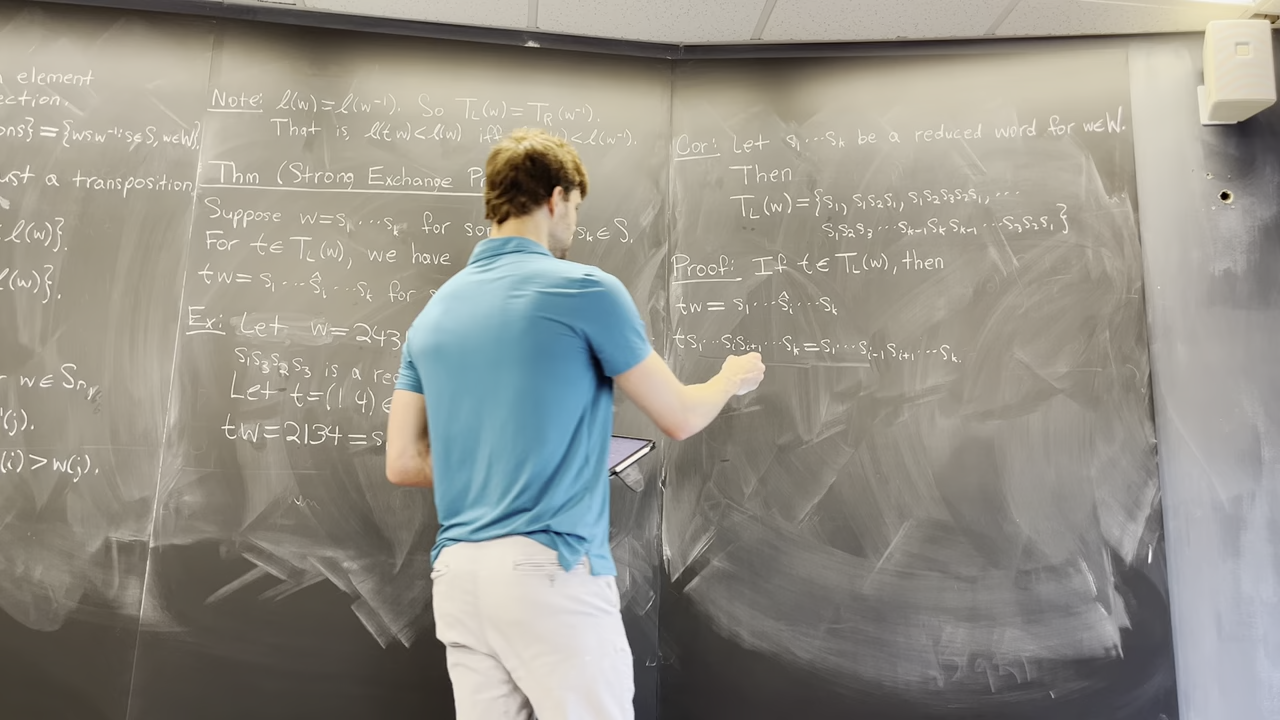 element
ection.
ons} = {wsw⁻¹: s∈S, w∈W}
ust a transposition
l(w)}.
(w)}.
w ∈ Sₙ,
(j).
(i) > w(j).
Note: l(w) = l(w⁻¹). So T_L(w) = T_R(w⁻¹).
That is, l(tw) < l(w) iff < l(w⁻¹).
Thm (Strong Exchange
Suppose w = s₁ ⋯ sₖ for sₖ ∈ S.
For t ∈ T_L(w), we have
tw = s₁ ⋯ ŝᵢ ⋯ sₖ for
Ex: Let w = 243
s₁s₃s₂s₃ is a
Let t = (1 4) ∈
tw = 2134 = s
Cor: Let s₁ ⋯ sₖ be a reduced word for w∈W.
Then
T_L(w) = {s₁, s₁s₂s₁, s₁s₂s₃s₂s₁, ⋯
s₁s₂s₃ ⋯ sₖ₋₁sₖsₖ₋₁ ⋯ s₃s₂s₁}
Proof: If t ∈ T_L(w), then
tw = s₁ ⋯ ŝᵢ ⋯ sₖ
ts₁ ⋯ sᵢsᵢ₊₁ ⋯ sₖ = s₁ ⋯ sᵢ₋₁sᵢ₊₁ ⋯ sₖ.